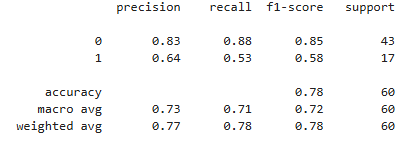 precision recall f1-score support
0 0.83 0.88 0.85 43
1 0.64 0.53 0.58 17
accuracy 0.78 60
macro avg 0.73 0.71 0.72 60
weighted avg 0.77 0.78 0.78 60